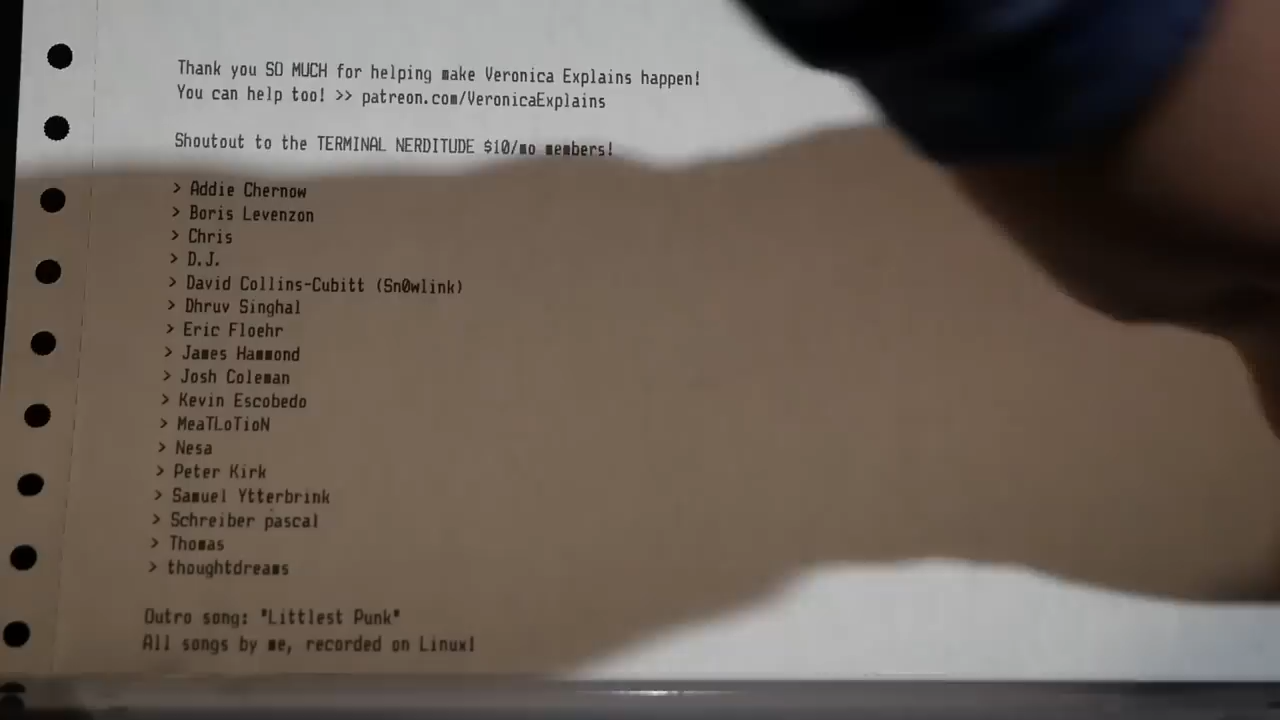 Thank you SO MUCH for helping make Veronica Explains happen!
You can help too! >> patreon.com/VeronicaExplains
Shoutout to the TERMINAL NERDITUDE $10/mo members!
> Addie Chernow
> Boris Levenzon
> Chris
> D.J.
> David Collins-Cubitt (Sn0wlink)
> Dhruv Singhal
> Eric Floehr
> James Hammond
> Josh Coleman
> Kevin Escobedo
> MeaTLoTioN
> Nesa
> Peter Kirk
> Samuel Ytterbrink
> Schreiber pascal
> Thomas
> thoughtdreams
Outro song: "Littlest Punk"
All songs by me, recorded on Linux!